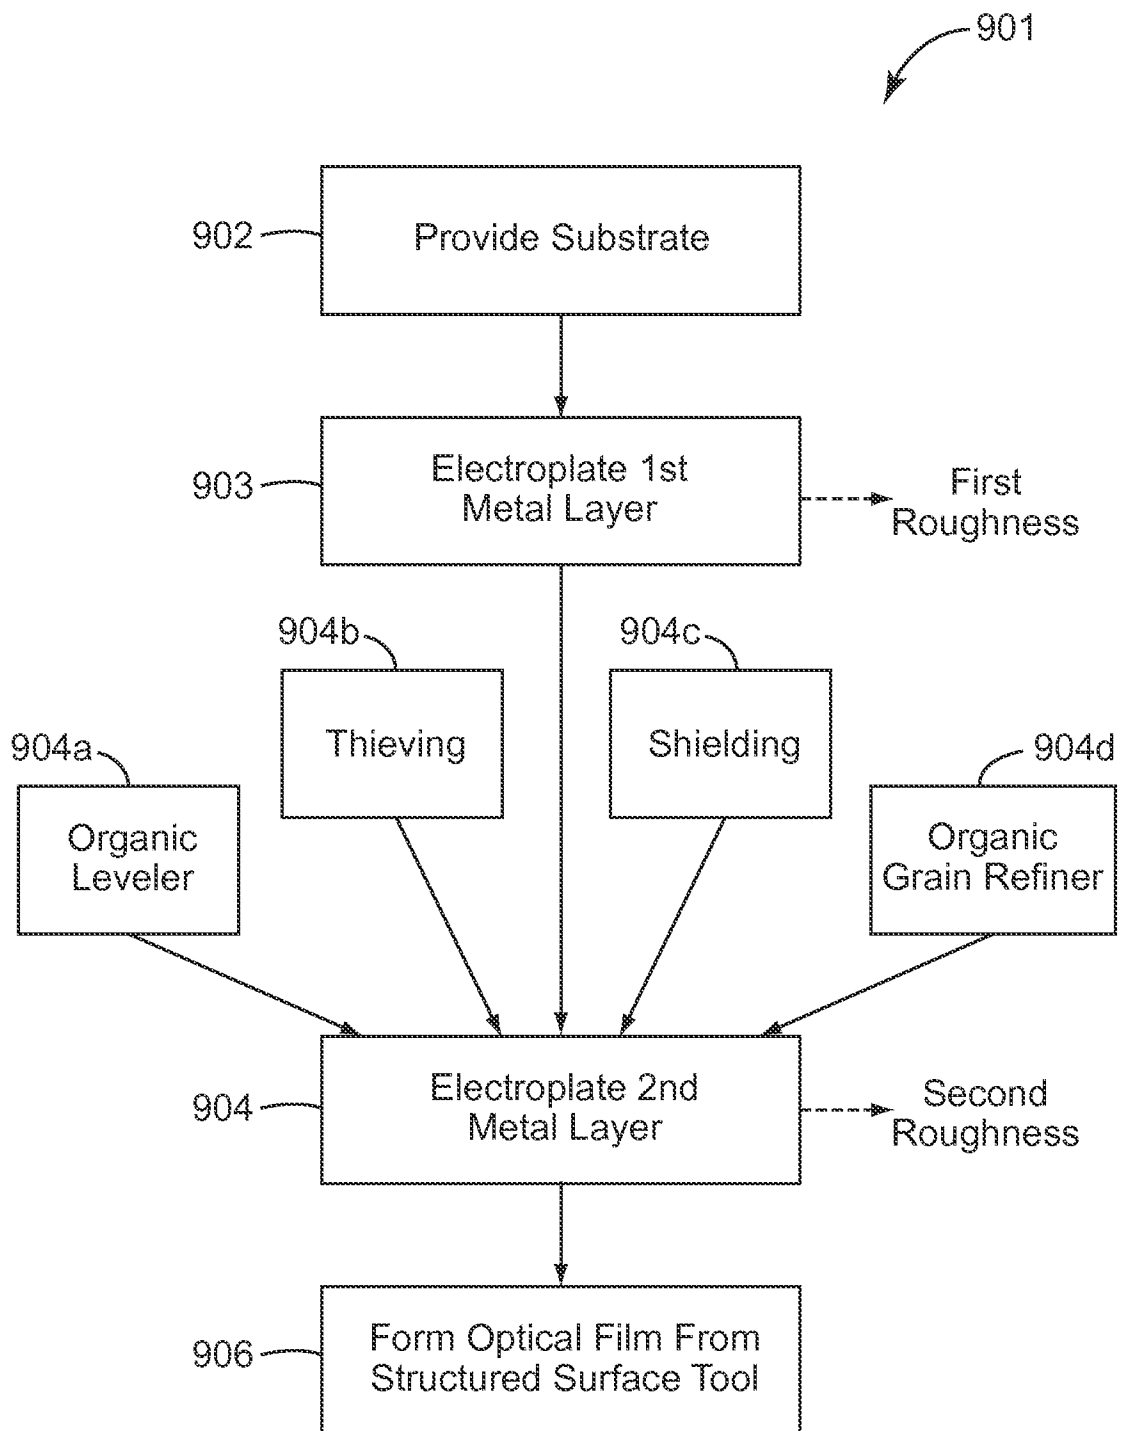 901
902
Provide Substrate
903
Electroplate 1st
Metal Layer
First
Roughness
904b
904c
904a
904d
Thieving
Shielding
Organic
Leveler
Organic
Grain Refiner
904
Electroplate 2nd
Metal Layer
Second
Roughness
906
Form Optical Film From
Structured Surface Tool